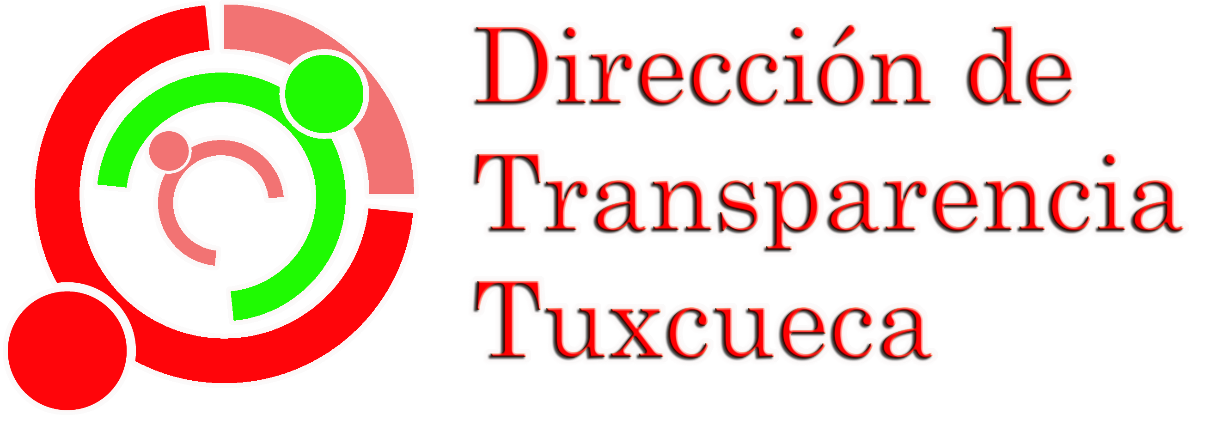 Dirección de
Transparencia
Tuxcueca